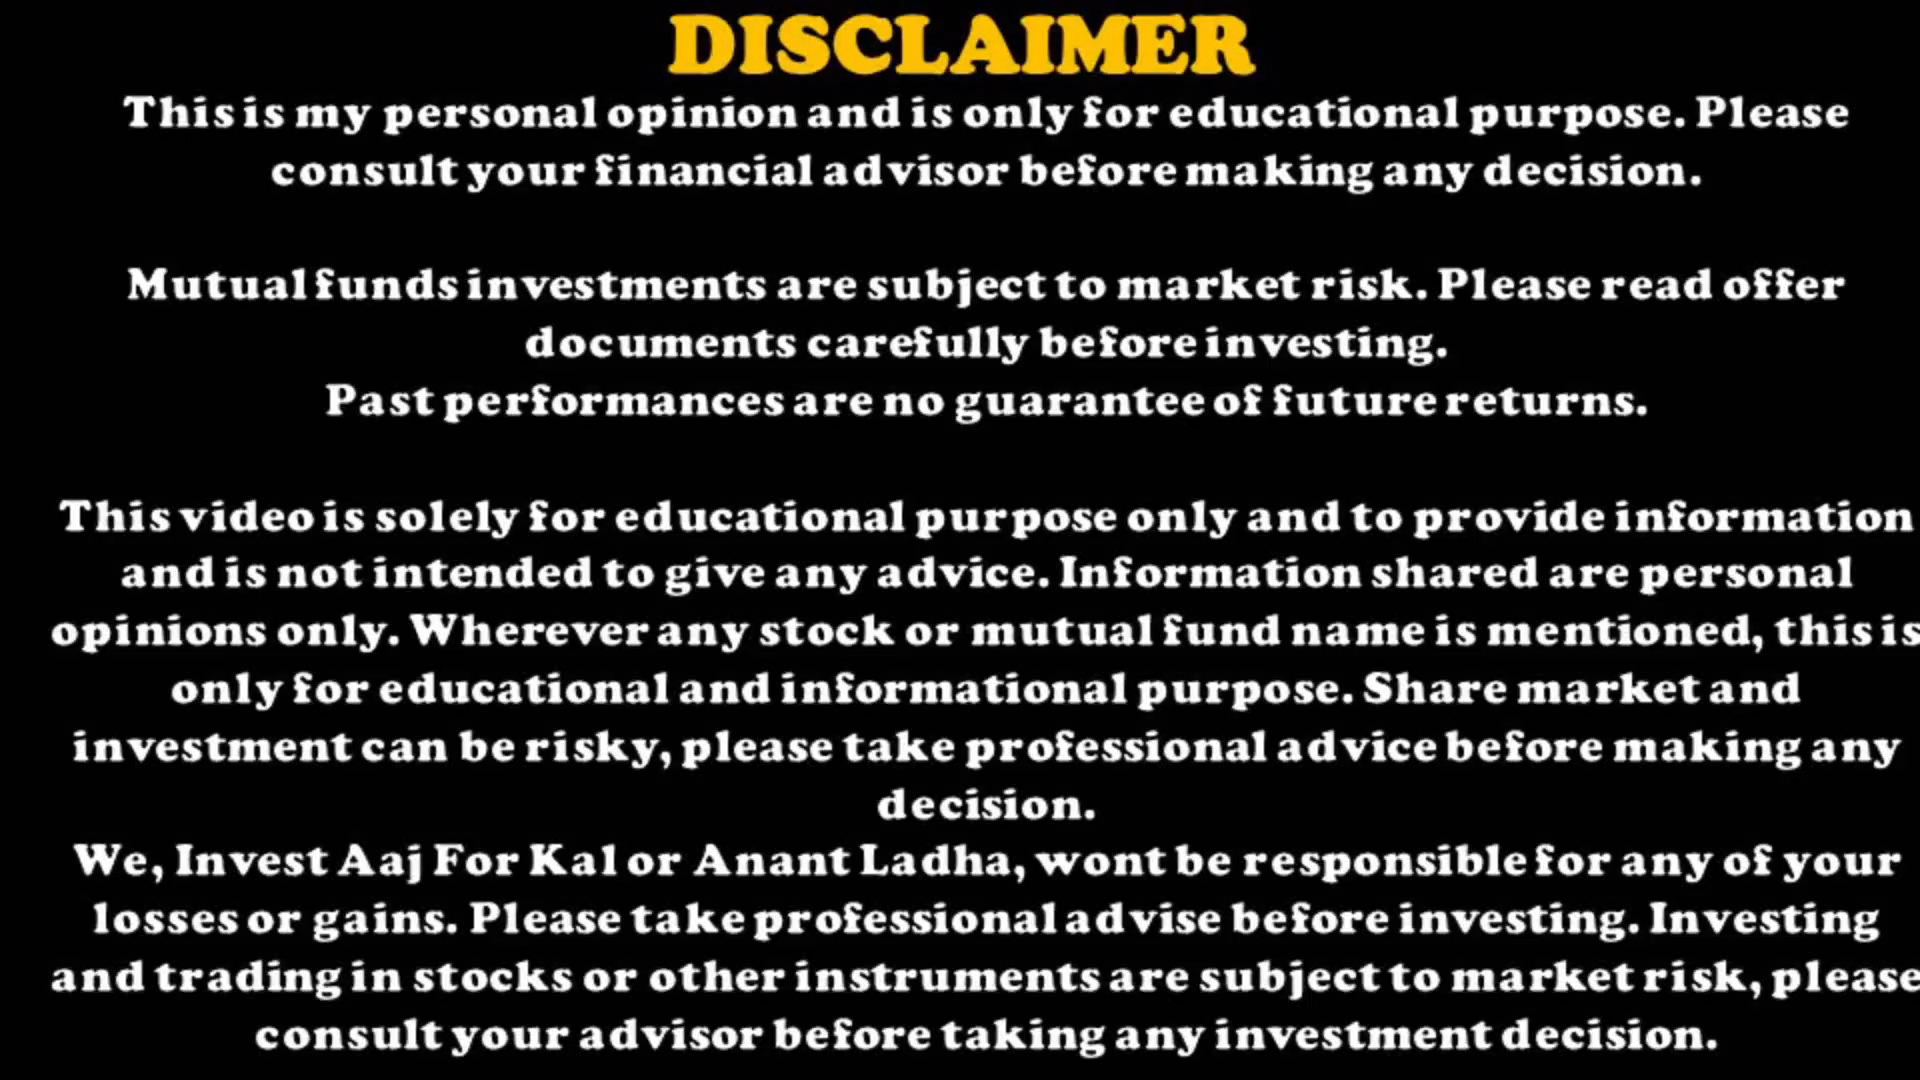 DISCLAIMER
This is my personal opinion and is only for educational purpose. Please
consult your financial advisor before making any decision.
Mutual funds investments are subject to market risk. Please read offer
documents carefully before investing.
Past performances are no guarantee of future returns.
This video is solely for educational purpose only and to provide information
and is not intended to give any advice. Information shared are personal
opinions only. Wherever any stock or mutual fund name is mentioned, this is
only for educational and informational purpose. Share market and
investment can be risky, please take professional advice before making any
decision.
We, Invest Aaj For Kal or Anant Ladha, wont be responsible for any of your
losses or gains. Please take professional advise before investing. Investing
and trading in stocks or other instruments are subject to market risk, please
consult your advisor before taking any investment decision.